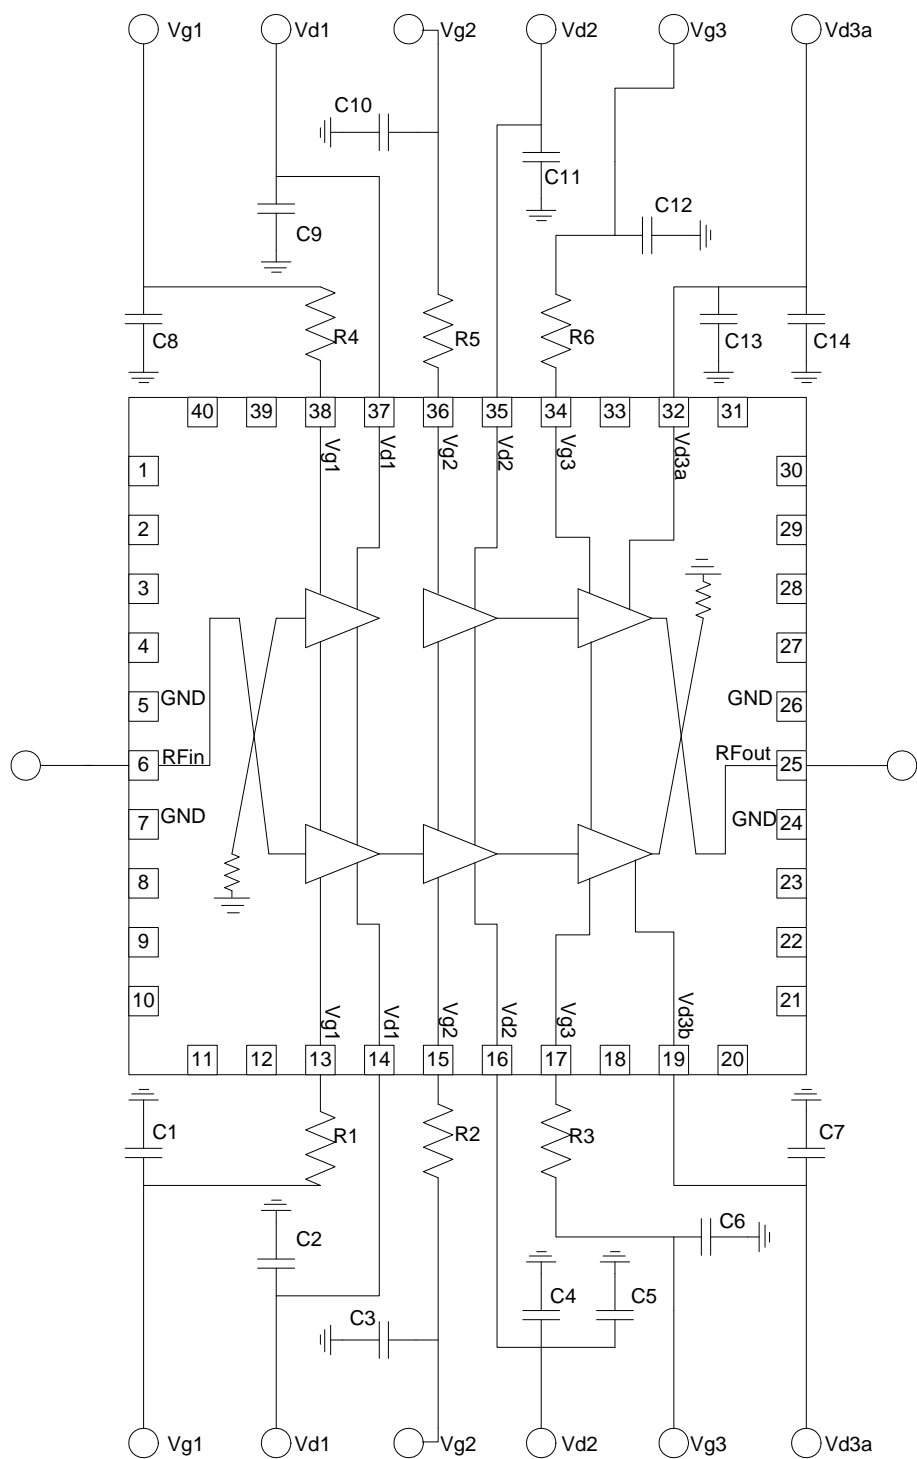 Vg1 Vd1 Vg2 Vd2 Vg3 Vd3a
C10
C11
C12
C9
C8 R4 R5 R6 C13 C14
40 39 38 37 36 35 34 33 32 31
Vg1 Vd1 Vg2 Vd2 Vg3 Vd3a
1 30
2 29
3 28
4 27
5 GND GND 26
6 RFin RFout 25
7 GND GND 24
8 23
9 22
10 21
Vg1 Vd1 Vg2 Vd2 Vg3 Vd3b
11 12 13 14 15 16 17 18 19 20
C1 R1 R2 R3 C7
C6
C2
C4 C5
C3
Vg1 Vd1 Vg2 Vd2 Vg3 Vd3a